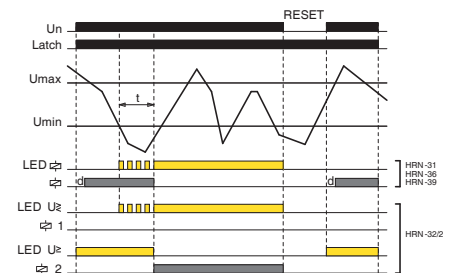 RESET
Un
Latch
Umax
t
Umin
LED
HRN-31
HRN-36
HRN-39
d
d
LED U≷
1
HRN-32/2
LED U≥
2